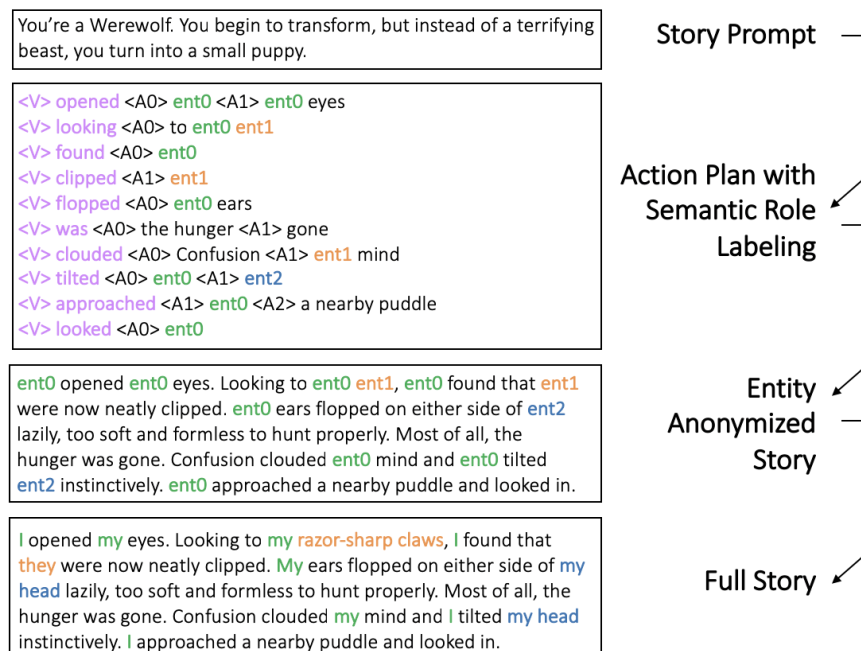 You're a Werewolf. You begin to transform, but instead of a terrifying
beast, you turn into a small puppy.
Story Prompt
<V> opened <A0> ent0 <A1> ent0 eyes
<V> looking <A0> to ent0 ent1
<V> found <A0> ent0
<V> clipped <A1> ent1
<V> flopped <A0> ent0 ears
<V> was <A0> the hunger <A1> gone
<V> clouded <A0> Confusion <A1> ent1 mind
<V> tilted <A0> ent0 <A1> ent2
<V> approached <A1> ent0 <A2> a nearby puddle
<V> looked <A0> ent0
Action Plan with
Semantic Role
Labeling
ent0 opened ent0 eyes. Looking to ent0 ent1, ent0 found that ent1
were now neatly clipped. ent0 ears flopped on either side of ent2
lazily, too soft and formless to hunt properly. Most of all, the
hunger was gone. Confusion clouded ent0 mind and ent0 tilted
ent2 instinctively. ent0 approached a nearby puddle and looked in.
Entity
Anonymized
Story
I opened my eyes. Looking to my razor-sharp claws, I found that
they were now neatly clipped. My ears flopped on either side of my
head lazily, too soft and formless to hunt properly. Most of all, the
hunger was gone. Confusion clouded my mind and I tilted my head
instinctively. I approached a nearby puddle and looked in.
Full Story